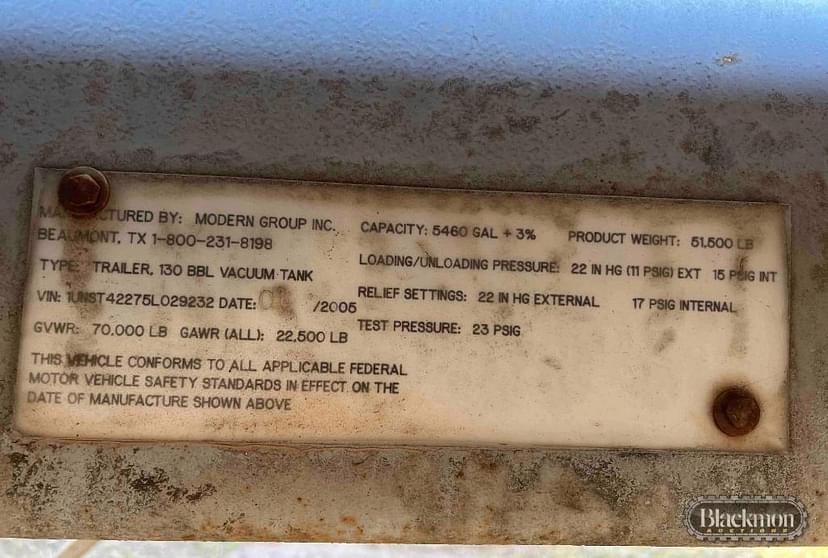 MANUFACTURED BY: MODERN GROUP INC.
BEAUMONT, TX 1-800-231-8198
TYPE: TRAILER, 130 BBL VACUUM TANK
VIN: 1UNST42275L029232 DATE: /2005
GVWR: 70,000 LB GAWR (ALL): 22,500 LB
THIS VEHICLE CONFORMS TO ALL APPLICABLE FEDERAL
MOTOR VEHICLE SAFETY STANDARDS IN EFFECT ON THE
DATE OF MANUFACTURE SHOWN ABOVE
CAPACITY: 5460 GAL + 3% PRODUCT WEIGHT: 51,500 LB
LOADING/UNLOADING PRESSURE: 22 IN HG (11 PSIG) EXT 15 PSIG INT
RELIEF SETTINGS: 22 IN HG EXTERNAL 17 PSIG INTERNAL
TEST PRESSURE: 23 PSIG
Blackmon
AUCTIONS